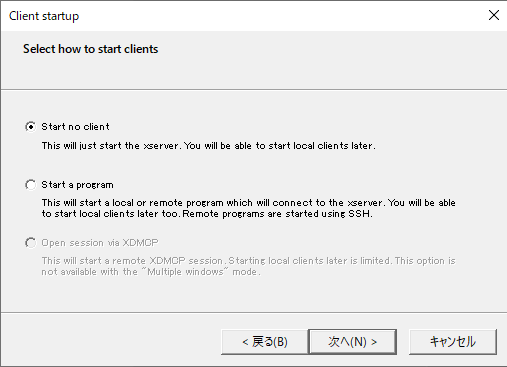 Client startup
Select how to start clients
Start no client
This will just start the xserver. You will be able to start local clients later.
Start a program
This will start a local or remote program which will connect to the xserver. You will be able
to start local clients later too. Remote programs are started using SSH.
Open session via XDMCP
This will start a remote XDMCP session. Starting local clients later is limited. This option is
not available with the "Multiple windows" mode.
< 戻る(B) 次へ(N) > キャンセル